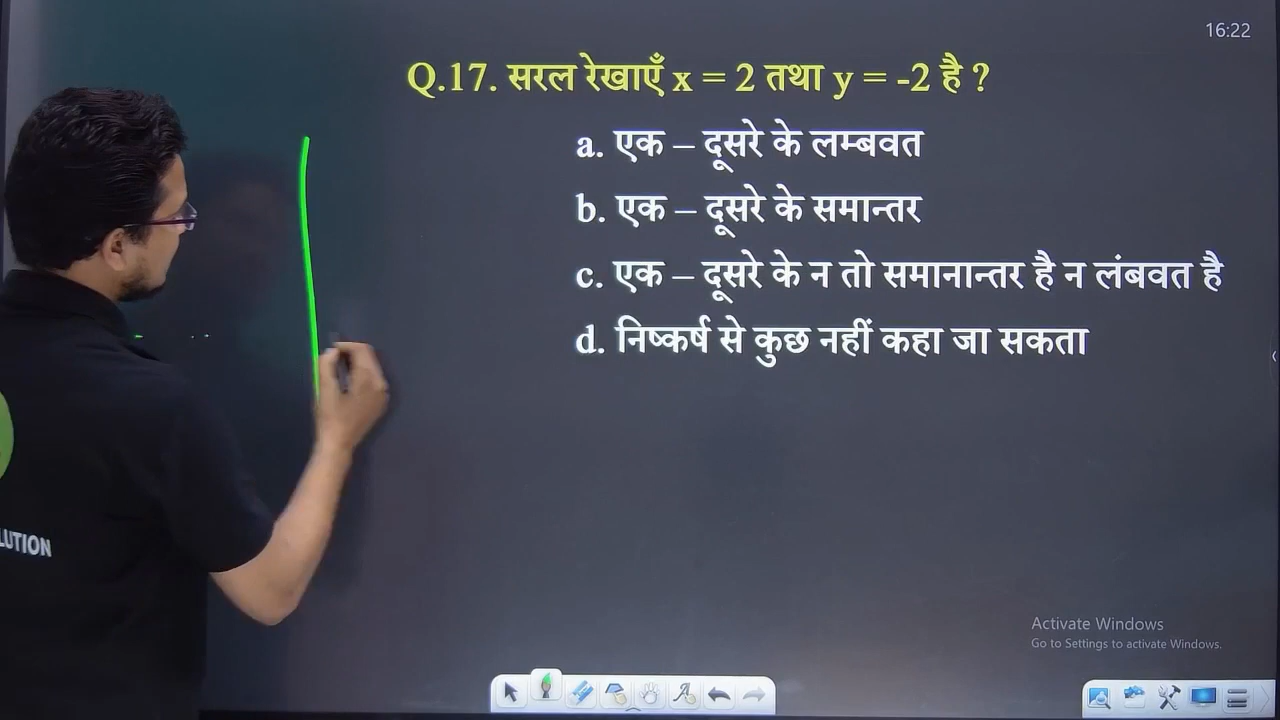 16:22
Q.17. सरल रेखाएँ x = 2 तथा y = -2 है ?
a. एक – दूसरे के लम्बवत
b. एक – दूसरे के समान्तर
c. एक – दूसरे के न तो समानान्तर है न लंबवत है
d. निष्कर्ष से कुछ नहीं कहा जा सकता
LUTION
Activate Windows
Go to Settings to activate Windows.